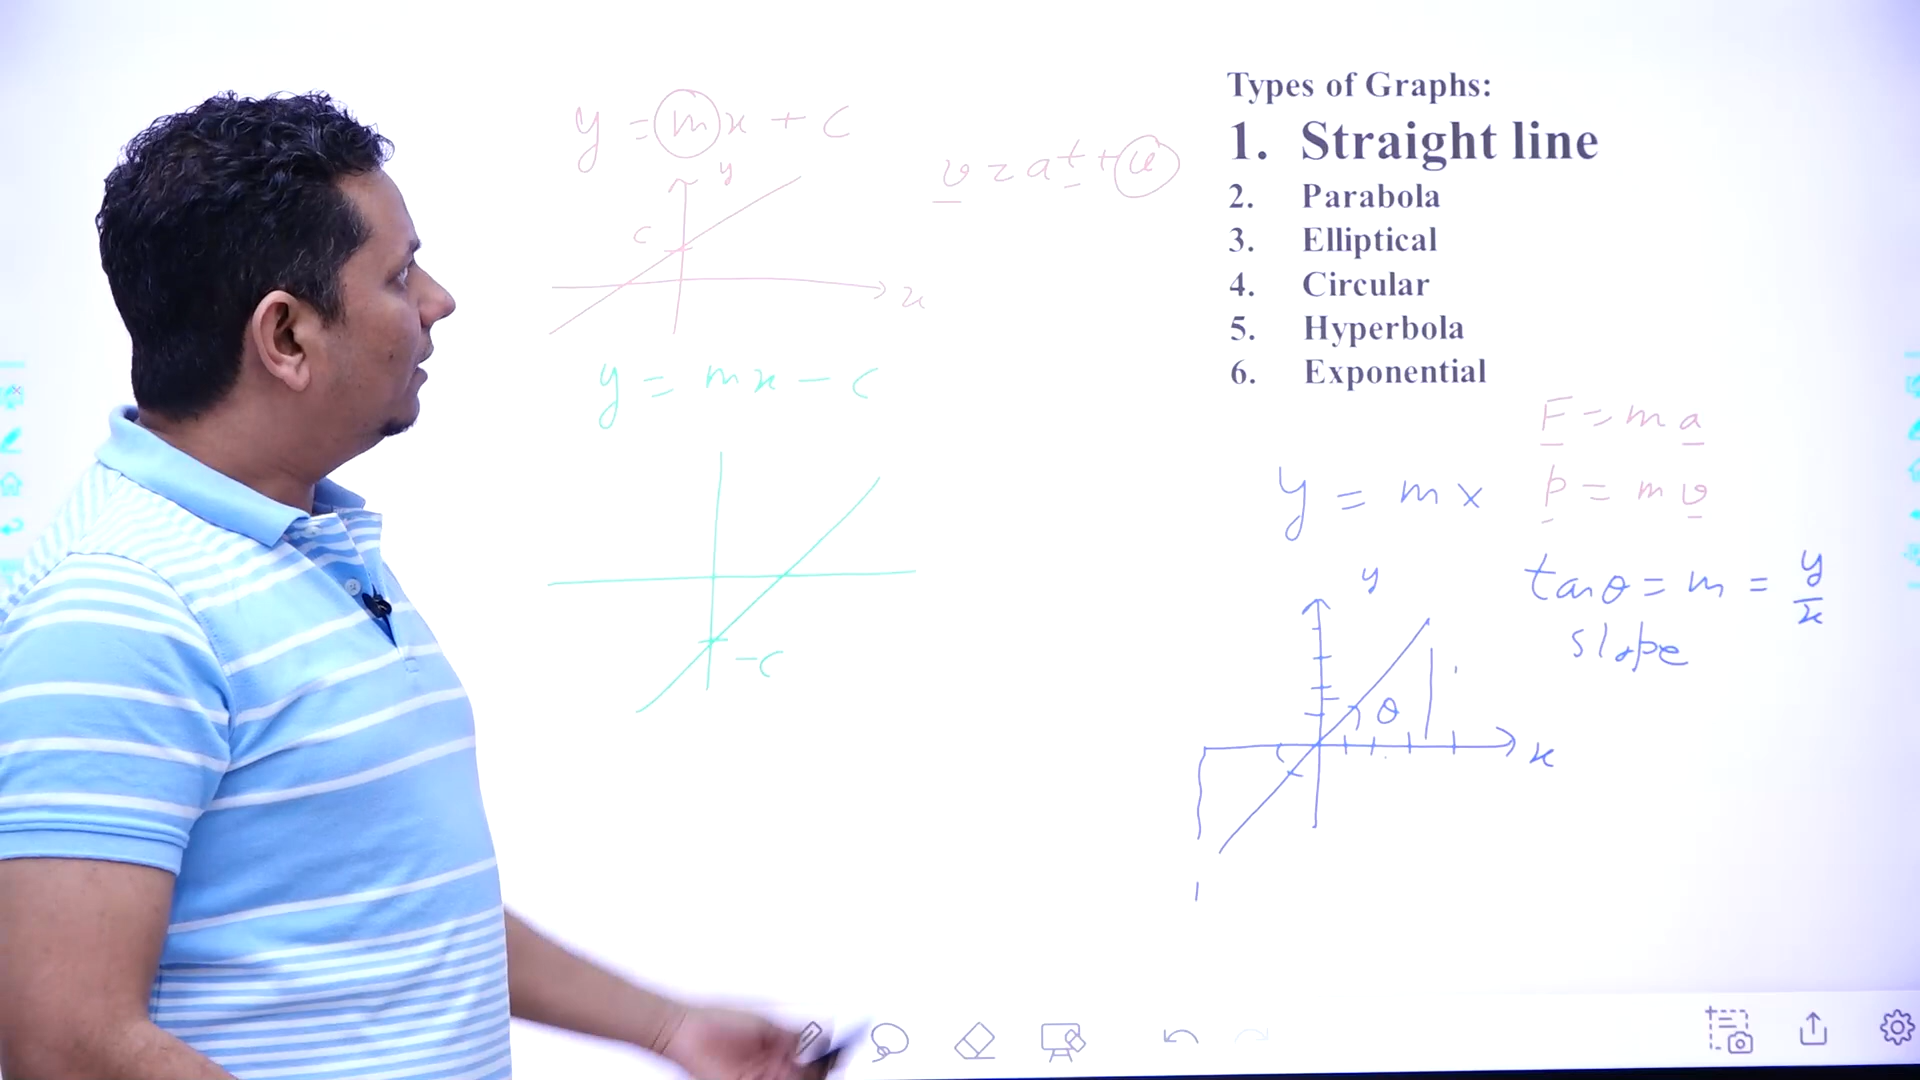 y = mx + c
y
c
x
v = at + u
y = mx - c
-c
Types of Graphs:
1. Straight line
2. Parabola
3. Elliptical
4. Circular
5. Hyperbola
6. Exponential
F = ma
y = mx
p = mv
tanθ = m = y/x
slope
y
θ
x